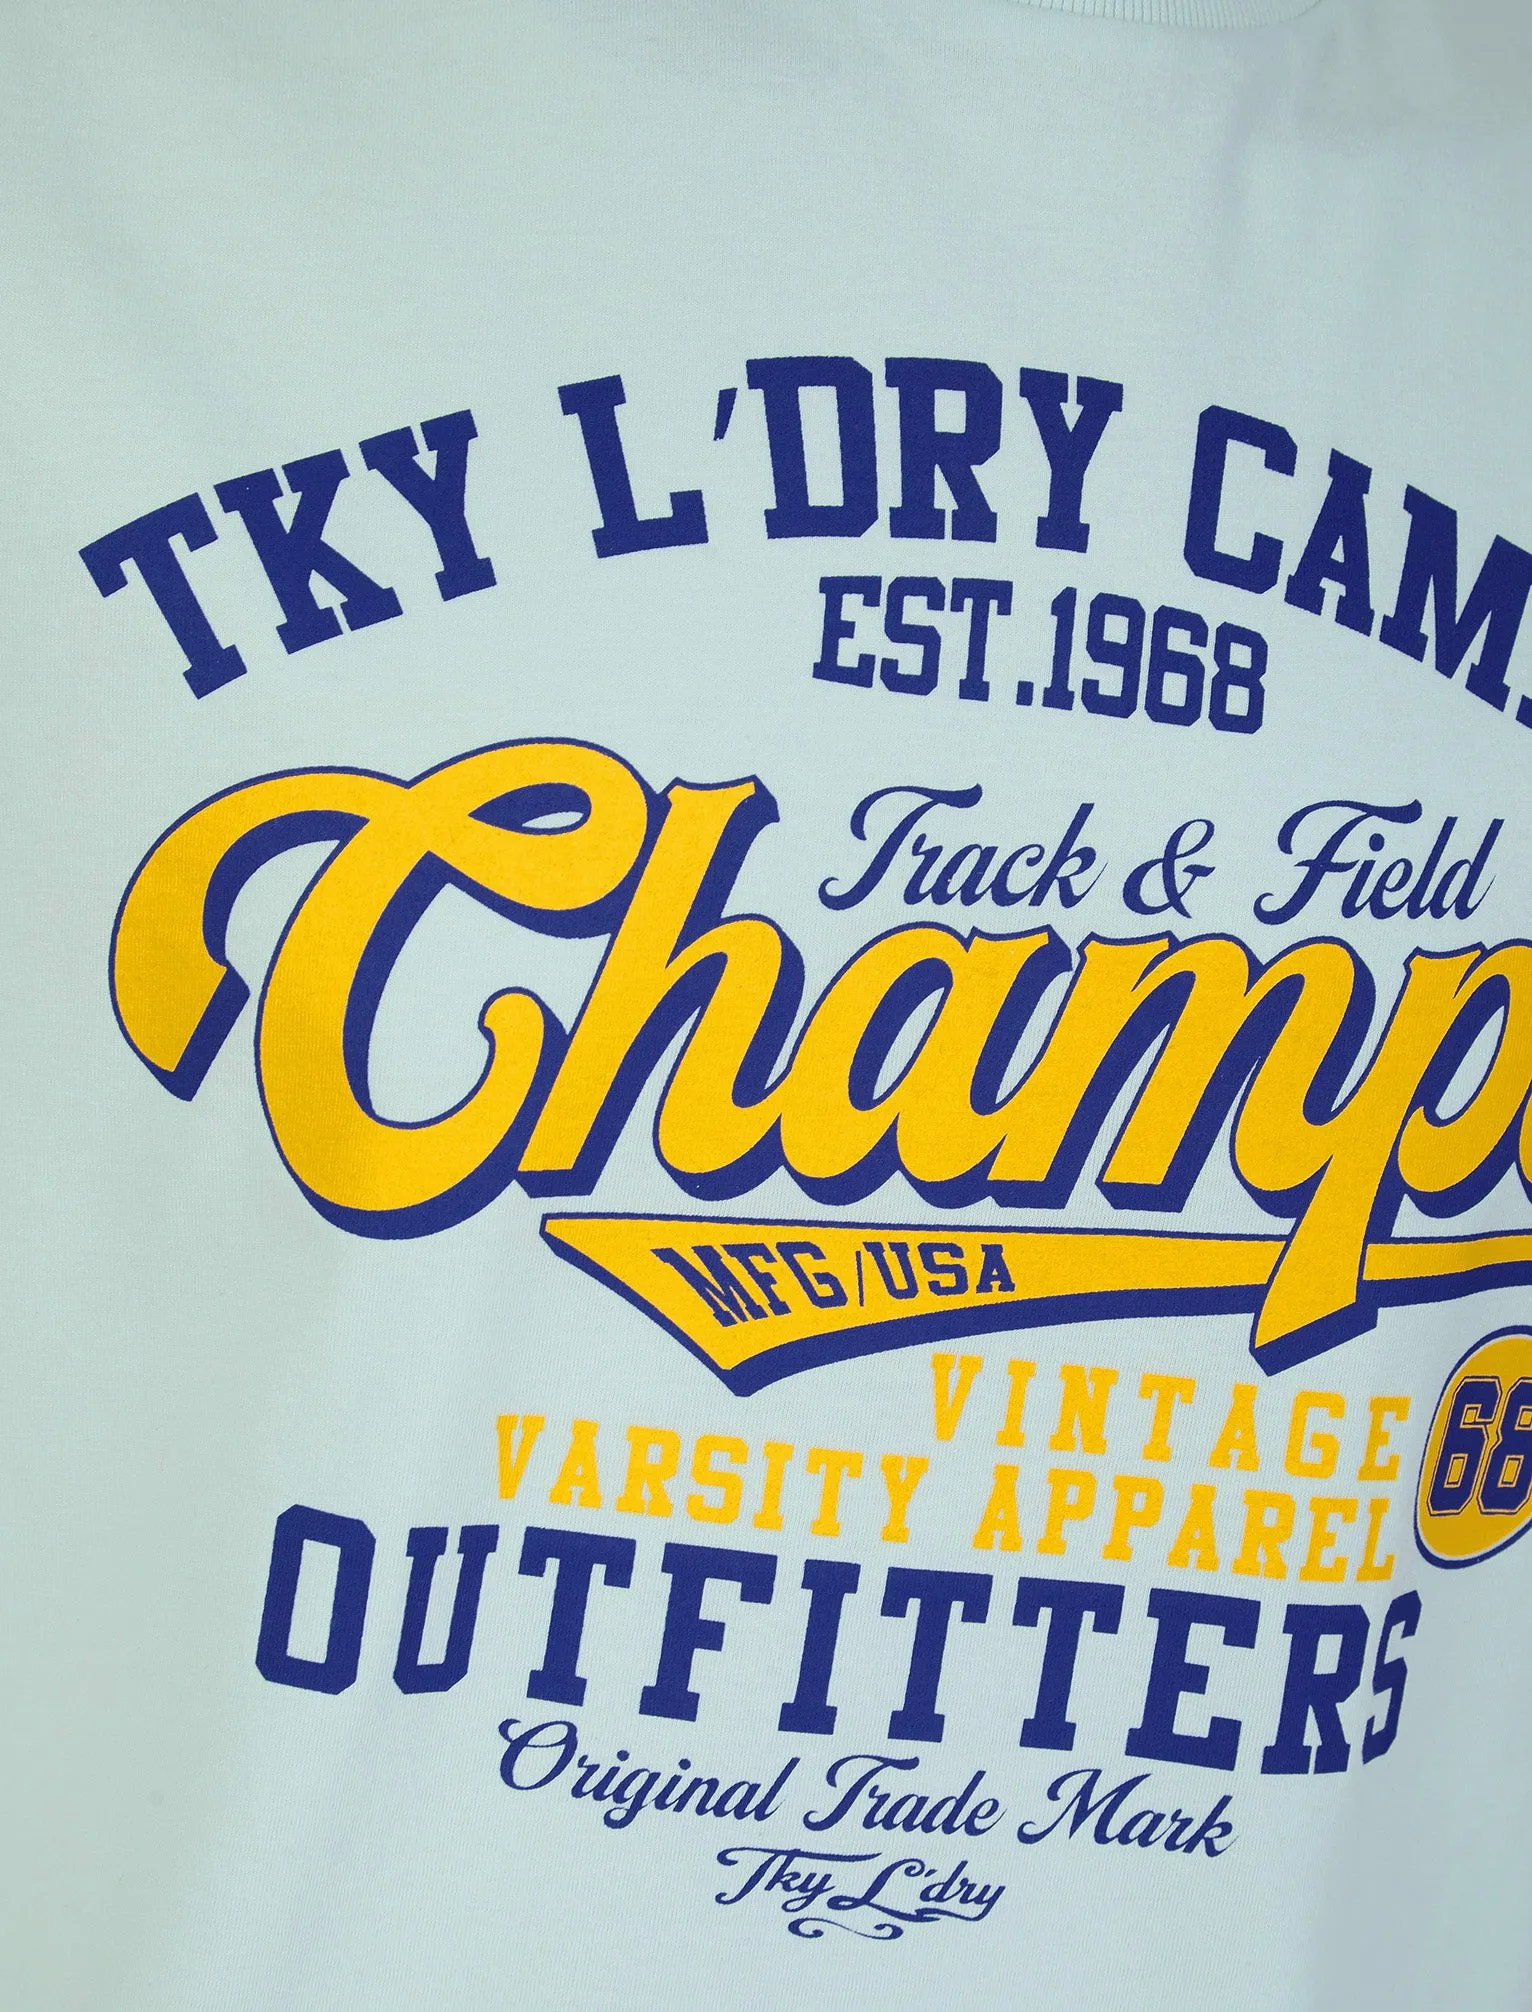 TKY L'DRY CAM
EST.1968
Track & Field
Champ
MFG/USA
VINTAGE
VARSITY APPAREL
68
OUTFITTERS
Original Trade Mark
Tky L'dry